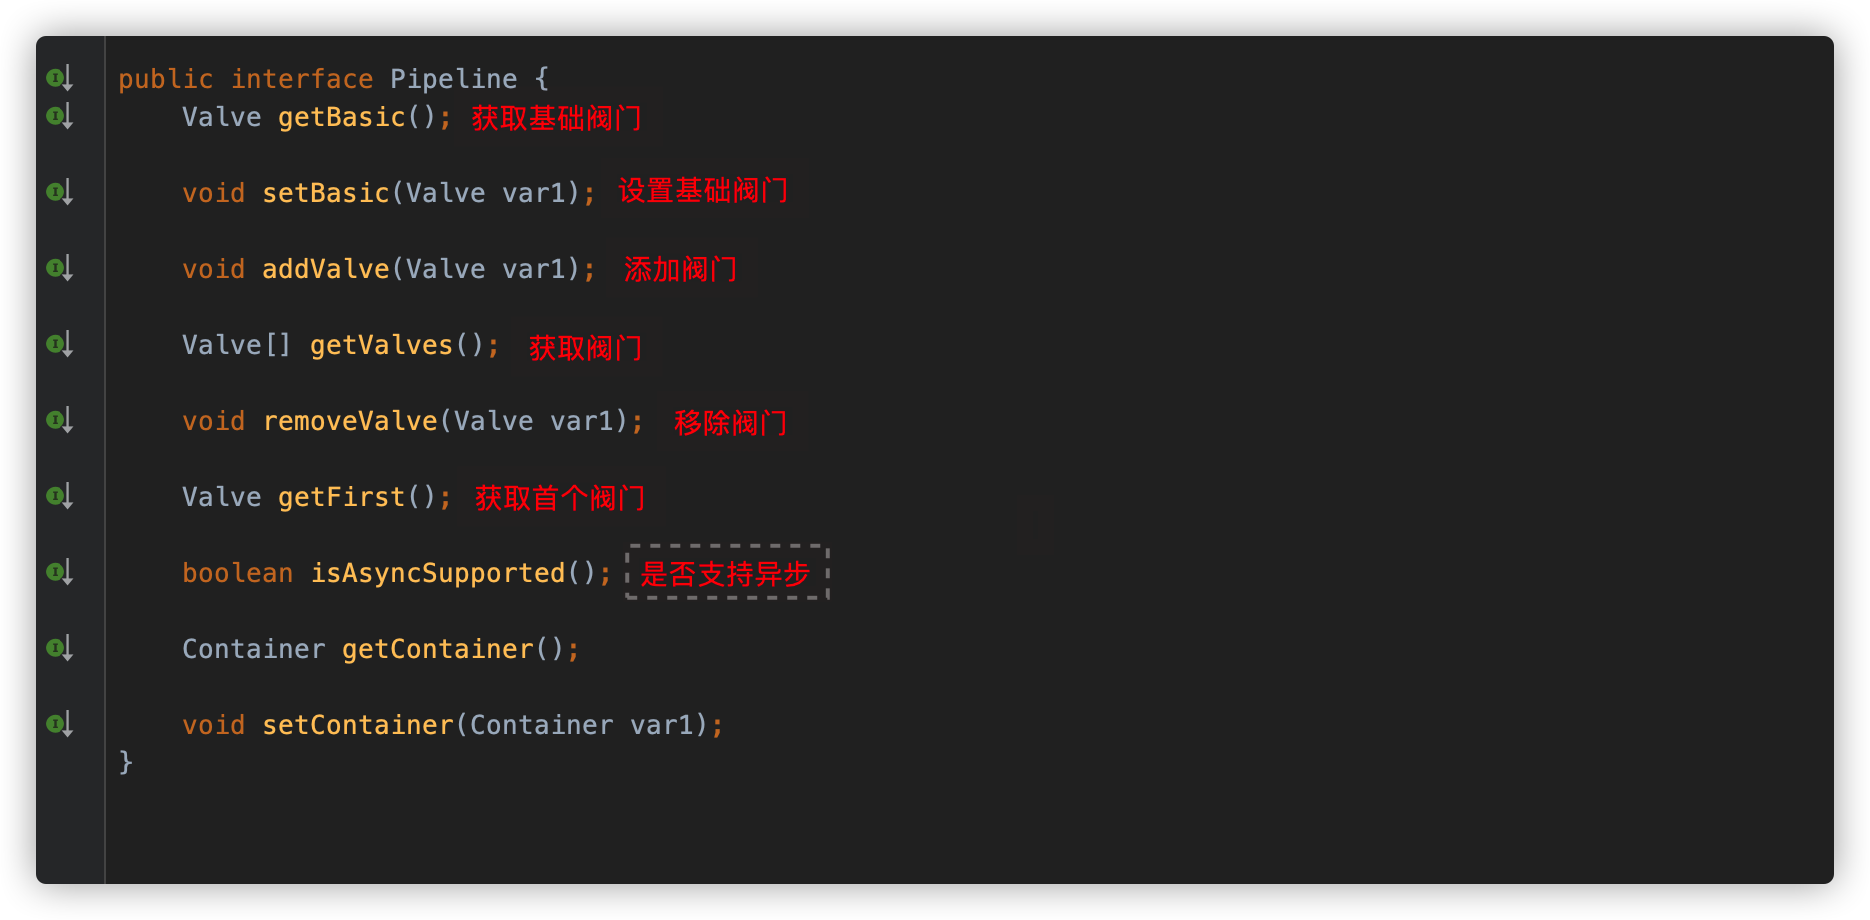 public interface Pipeline {
Valve getBasic(); 获取基础阀门
void setBasic(Valve var1); 设置基础阀门
void addValve(Valve var1); 添加阀门
Valve[] getValves(); 获取阀门
void removeValve(Valve var1); 移除阀门
Valve getFirst(); 获取首个阀门
boolean isAsyncSupported(); 是否支持异步
Container getContainer();
void setContainer(Container var1);
}